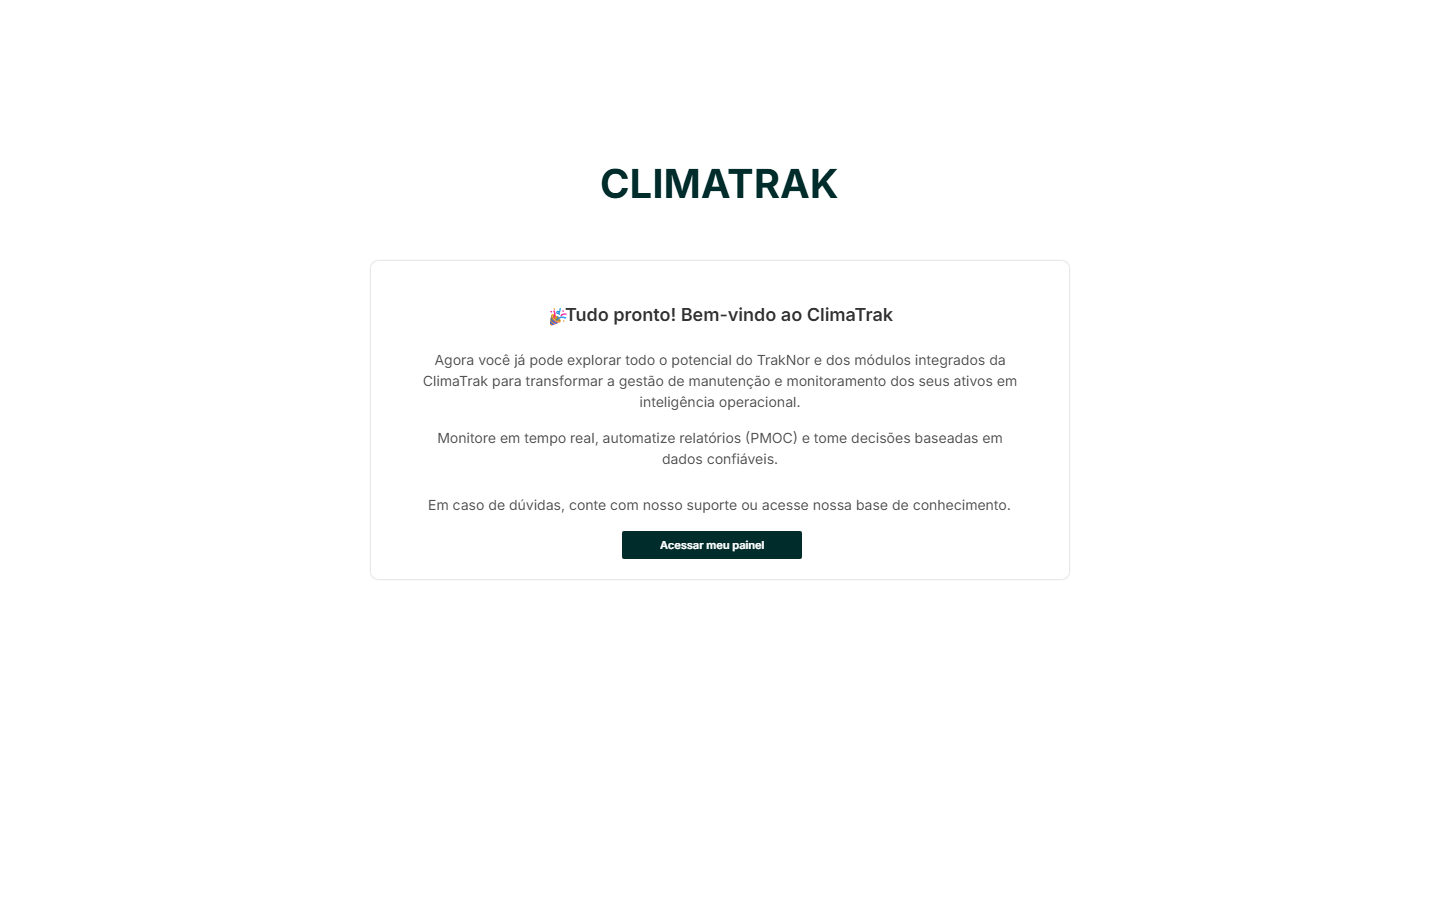 CLIMATRAK
🎉Tudo pronto! Bem-vindo ao ClimaTrak
Agora você já pode explorar todo o potencial do TrakNor e dos módulos integrados da
ClimaTrak para transformar a gestão de manutenção e monitoramento dos seus ativos em
inteligência operacional.
Monitore em tempo real, automatize relatórios (PMOC) e tome decisões baseadas em
dados confiáveis.
Em caso de dúvidas, conte com nosso suporte ou acesse nossa base de conhecimento.
Acessar meu painel